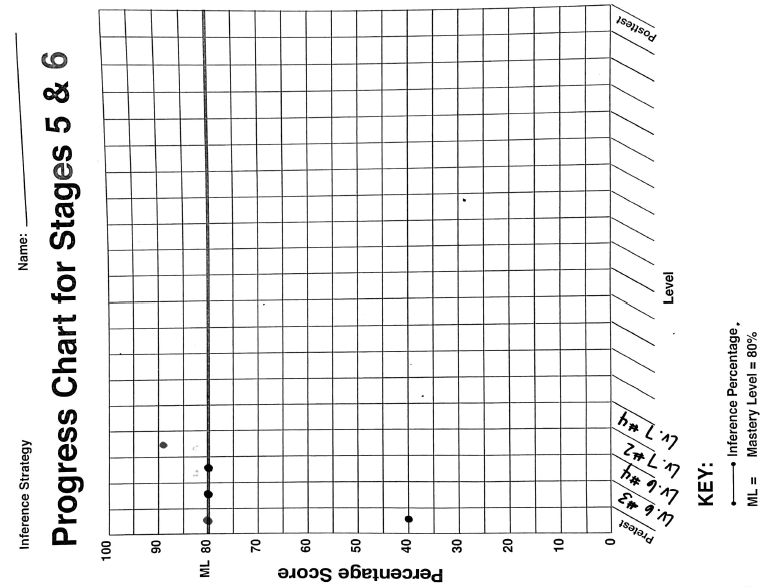 Inference Strategy Name:
Progress Chart for Stages 5 & 6
Percentage Score
100
90
80
ML
70
60
50
40
30
20
10
0
Pretest
Lv. 6 #3
Lv. 6 #4
Lv. 7 #2
Lv. 7 #4
Posttest
Level
KEY:
Inference Percentage
ML = Mastery Level = 80%